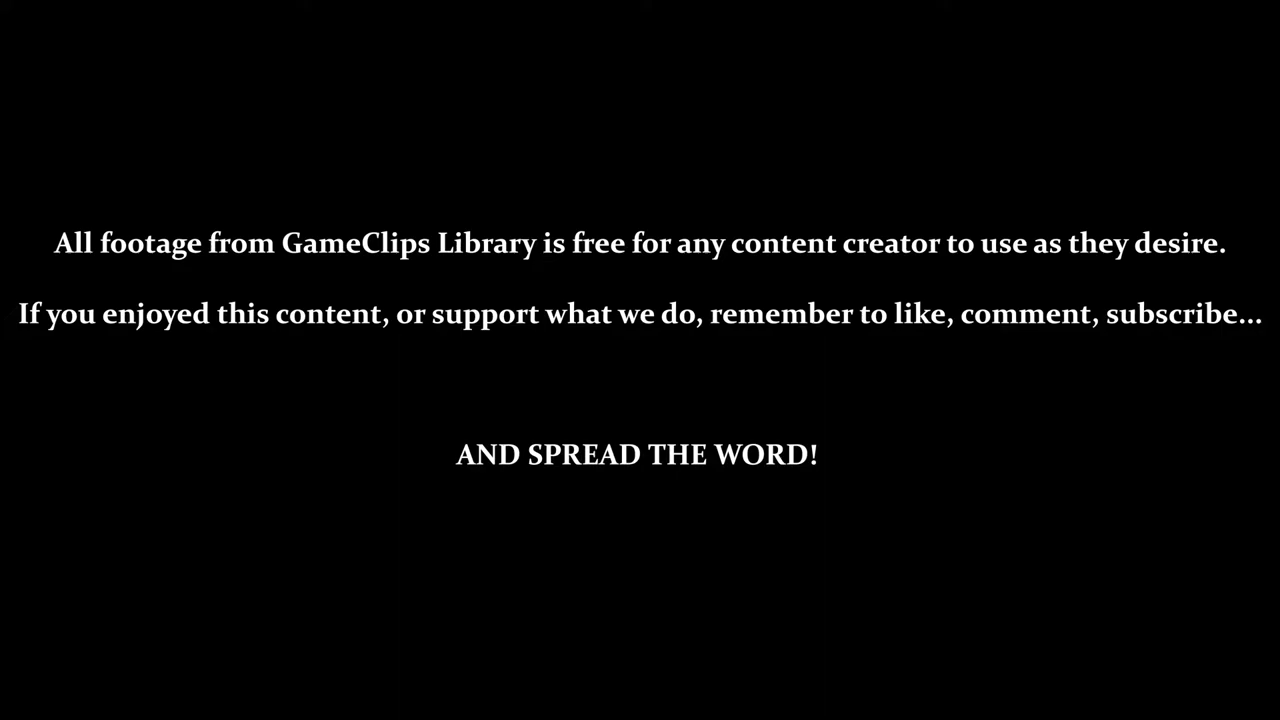 All footage from GameClips Library is free for any content creator to use as they desire.
If you enjoyed this content, or support what we do, remember to like, comment, subscribe...
AND SPREAD THE WORD!